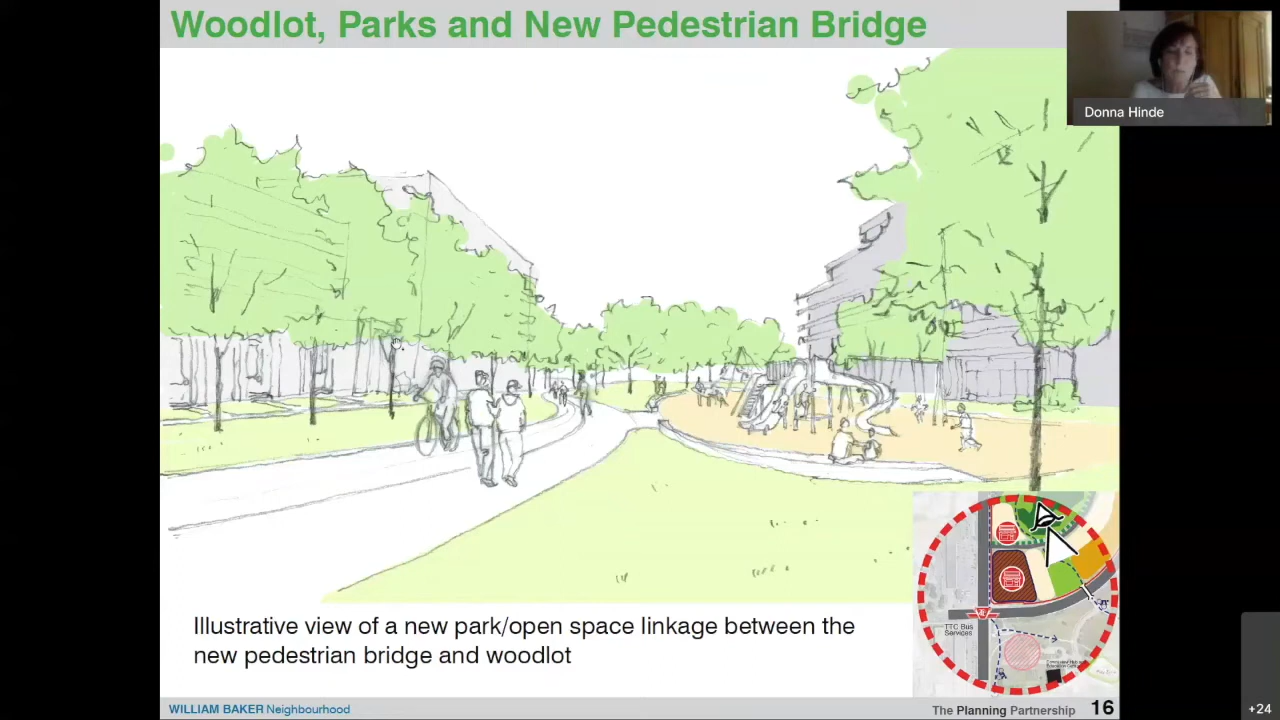 Woodlot, Parks and New Pedestrian Bridge
Donna Hinde
TTC Bus
Services
Illustrative view of a new park/open space linkage between the
new pedestrian bridge and woodlot
WILLIAM BAKER Neighbourhood
The Planning Partnership 16
+24